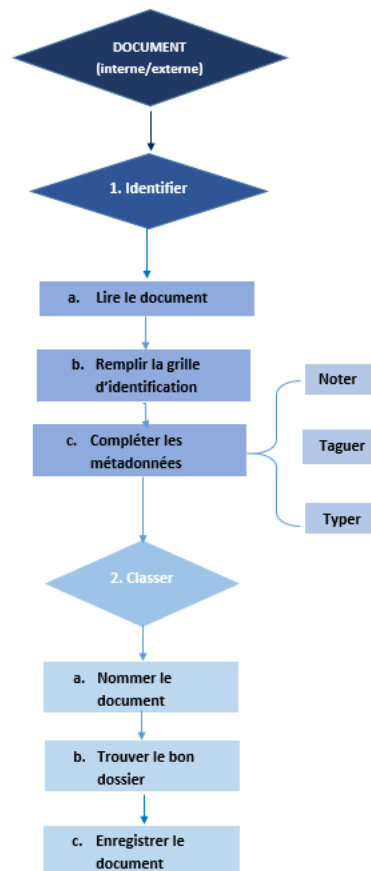 DOCUMENT
(interne/externe)
1. Identifier
a. Lire le document
b. Remplir la grille
d'identification
c. Compléter les
métadonnées
Noter
Taguer
Typer
2. Classer
a. Nommer le
document
b. Trouver le bon
dossier
c. Enregistrer le
document